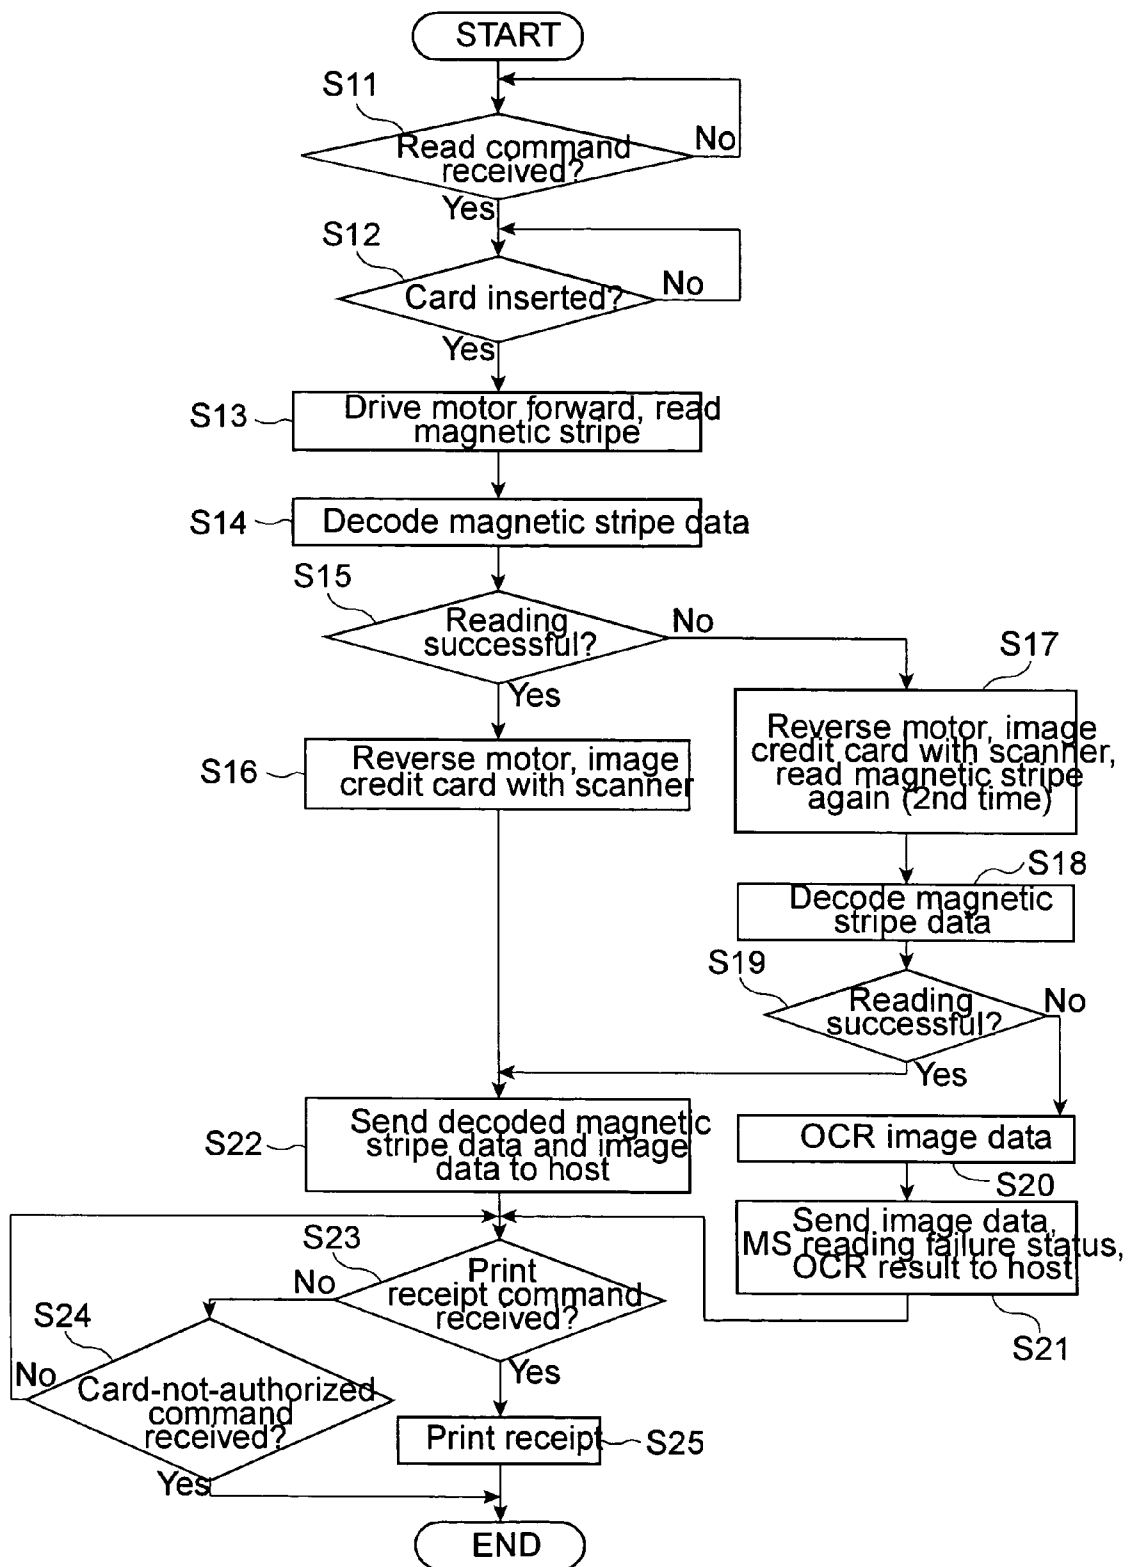 START
S11
Read command
received?
No
Yes
S12
Card inserted?
No
Yes
S13
Drive motor forward, read
magnetic stripe
S14
Decode magnetic stripe data
S15
Reading
successful?
No
Yes
S16
Reverse motor, image
credit card with scanner
S17
Reverse motor, image
credit card with scanner,
read magnetic stripe
again (2nd time)
S18
Decode magnetic
stripe data
S19
Reading
successful?
No
Yes
S22
Send decoded magnetic
stripe data and image
data to host
OCR image data
S20
Send image data,
MS reading failure status,
OCR result to host
S21
S23
Print
receipt command
received?
No
Yes
S24
Card-not-authorized
command
received?
No
Yes
Print receipt
S25
END